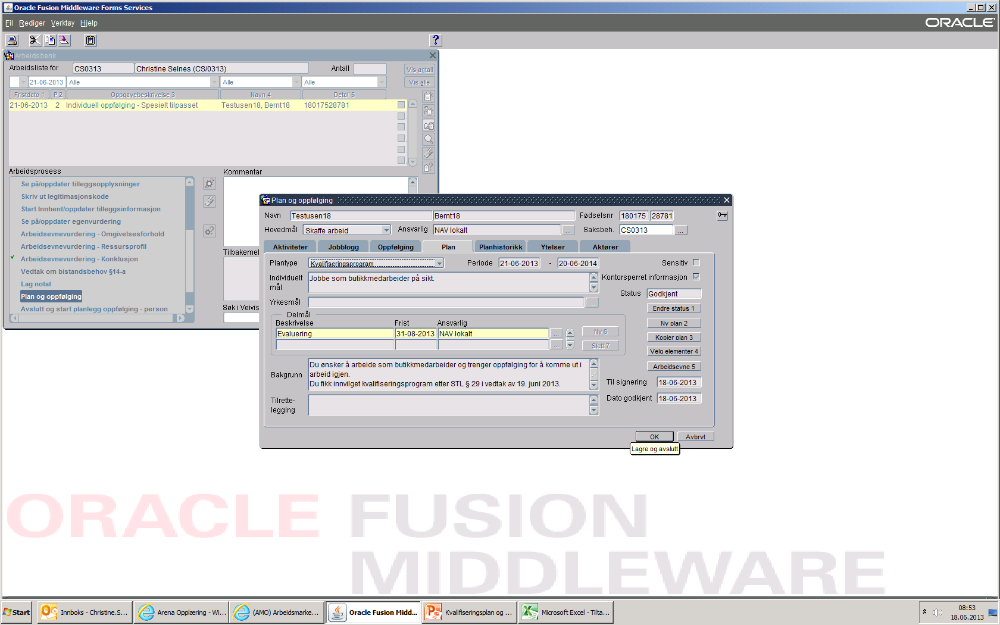 Oracle Fusion Middleware Forms Services
Fil Rediger Verktøy Hjelp
ORACLE
Arbeidsbenk
Arbeidsliste for CS0313 Christine Selnes (CS/0313) Antall Vis antall
21-06-2013 Alle Alle Alle Vis alle
Fristdato 1 P 2 Oppgavebeskrivelse 3 Navn 4 Detalj 5
21-06-2013 2 Individuell oppfølging - Spesielt tilpasset Testusen18, Bernt18 18017528781
Arbeidsprosess
Se på/oppdater tilleggsopplysninger
Skriv ut legitimasjonskode
Start Innhent/oppdater tilleggsinformasjon
Se på/oppdater egenvurdering
Arbeidsevnevurdering - Omgivelsesforhold
Arbeidsevnevurdering - Ressursprofil
Arbeidsevnevurdering - Konklusjon
Vedtak om bistandsbehov §14-a
Lag notat
Plan og oppfølging
Avslutt og start planlegg oppfølging - person
Kommentar
Tilbakemel
Søk i Veivis
Plan og oppfølging
Navn Testusen18 Bernt18 Fødselsnr 180175 28781
Hovedmål Skaffe arbeid Ansvarlig NAV lokalt ... Saksbeh. CS0313 ...
Aktiviteter Jobblogg Oppfølging Plan Planhistorikk Ytelser Aktører
Plantype Kvalifiseringsprogram Periode 21-06-2013 - 20-06-2014 Sensitiv
Individuelt mål Jobbe som butikkmedarbeider på sikt. Kontorsperret informasjon
Status Godkjent
Yrkesmål ...
Endre status 1
Ny plan 2
Kopier plan 3
Velg elementer 4
Arbeidsevne 5
Delmål
Beskrivelse Frist Ansvarlig
Evaluering 31-08-2013 NAV lokalt ... Ny 6
... Slett 7
Bakgrunn
Du ønsker å arbeide som butikkmedarbeider og trenger oppfølging for å komme ut i
arbeid igjen.
Du fikk innvilget kvalifiseringsprogram etter STL § 29 i vedtak av 19. juni 2013.
Til signering 18-06-2013
Dato godkjent 18-06-2013
Tilrette-
legging
OK Avbryt
Lagre og avslutt
ORACLE FUSION
MIDDLEWARE
Start Innboks - Christine.S... Arena Opplæring - Wi... (AMO) Arbeidsmarke... Oracle Fusion Midd... Kvalifiseringsplan og ... Microsoft Excel - Tilta...
08:53
18.06.2013